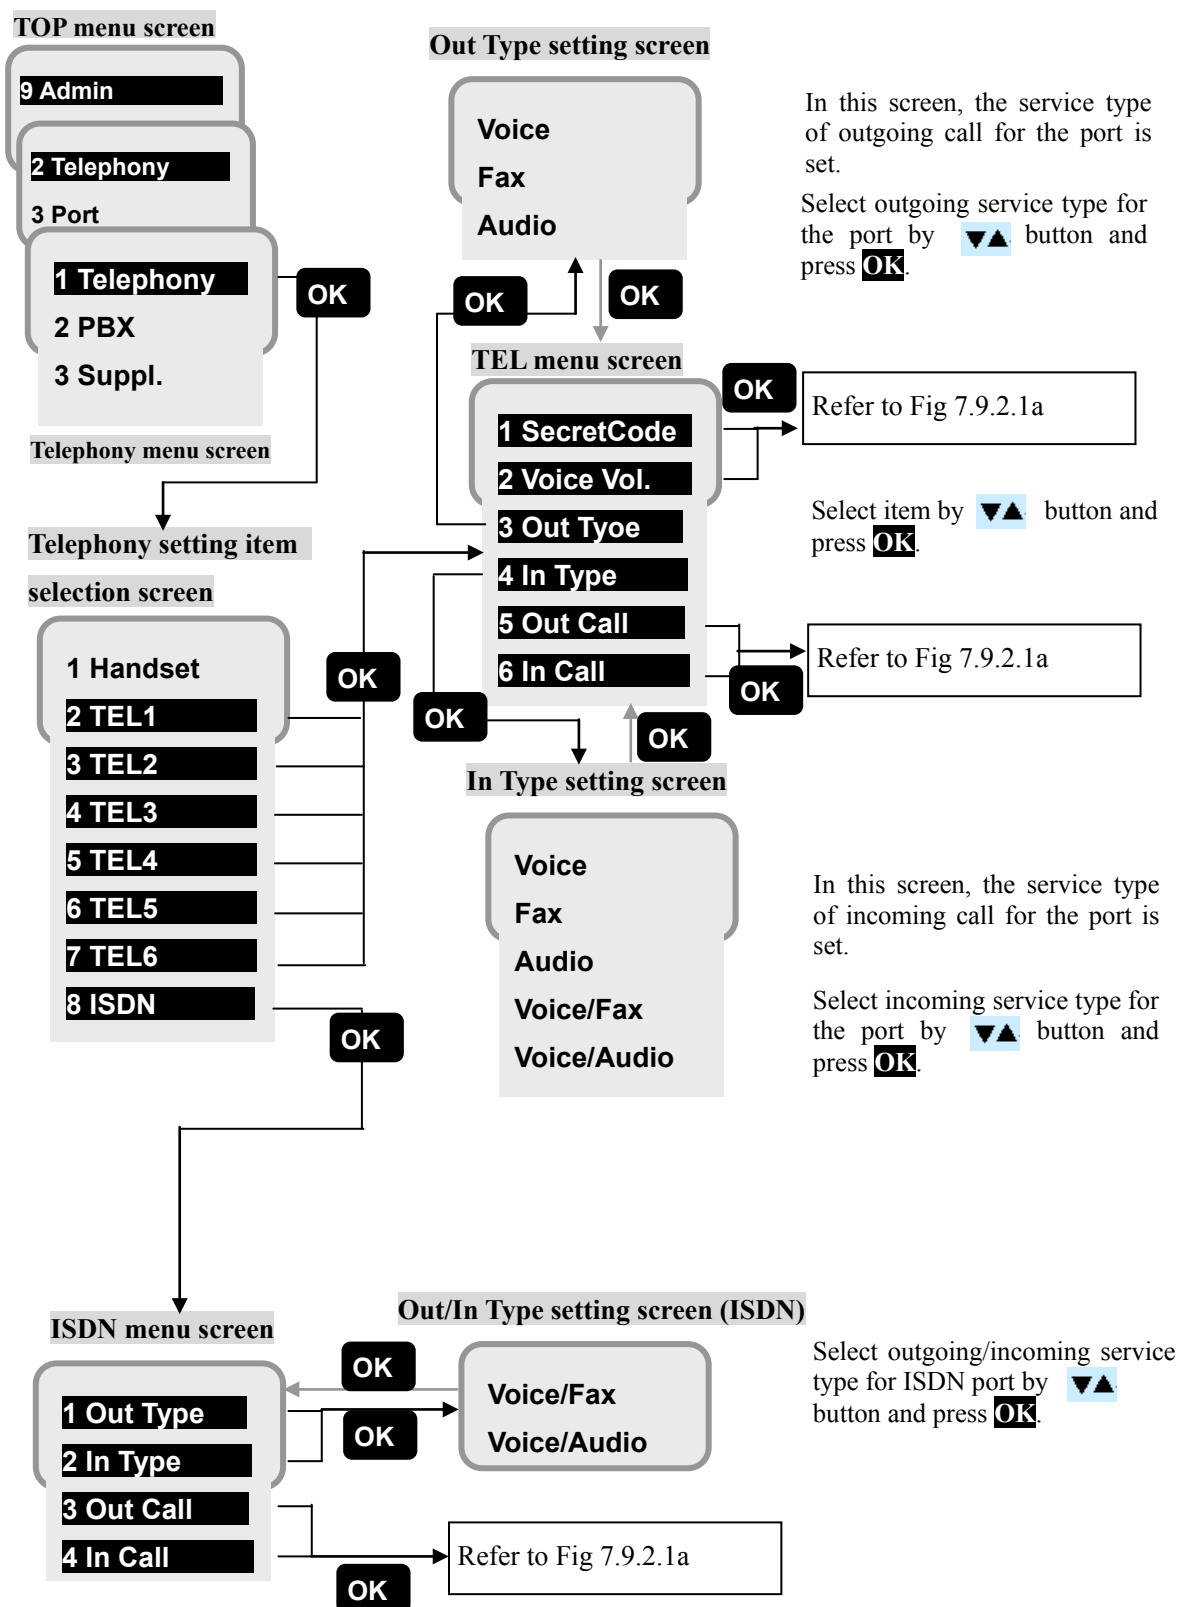 TOP menu screen
9 Admin
2 Telephony
3 Port
1 Telephony
2 PBX
3 Suppl.
OK
Telephony menu screen
Out Type setting screen
Voice
Fax
Audio
In this screen, the service type
of outgoing call for the port is
set.
Select outgoing service type for
the port by ▼▲ button and
press OK.
OK
OK
TEL menu screen
1 SecretCode
2 Voice Vol.
3 Out Tyoe
4 In Type
5 Out Call
6 In Call
OK
Refer to Fig 7.9.2.1a
Select item by ▼▲ button and
press OK.
Refer to Fig 7.9.2.1a
OK
Telephony setting item
selection screen
1 Handset
2 TEL1
3 TEL2
4 TEL3
5 TEL4
6 TEL5
7 TEL6
8 ISDN
OK
OK
OK
OK
In Type setting screen
Voice
Fax
Audio
Voice/Fax
Voice/Audio
In this screen, the service type
of incoming call for the port is
set.
Select incoming service type for
the port by ▼▲ button and
press OK.
ISDN menu screen
1 Out Type
2 In Type
3 Out Call
4 In Call
Out/In Type setting screen (ISDN)
OK
OK
Voice/Fax
Voice/Audio
Select outgoing/incoming service
type for ISDN port by ▼▲
button and press OK.
Refer to Fig 7.9.2.1a
OK